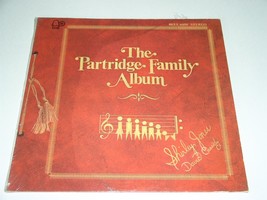 The
Partridge Family
Album
Shirley Jones
David Cassidy